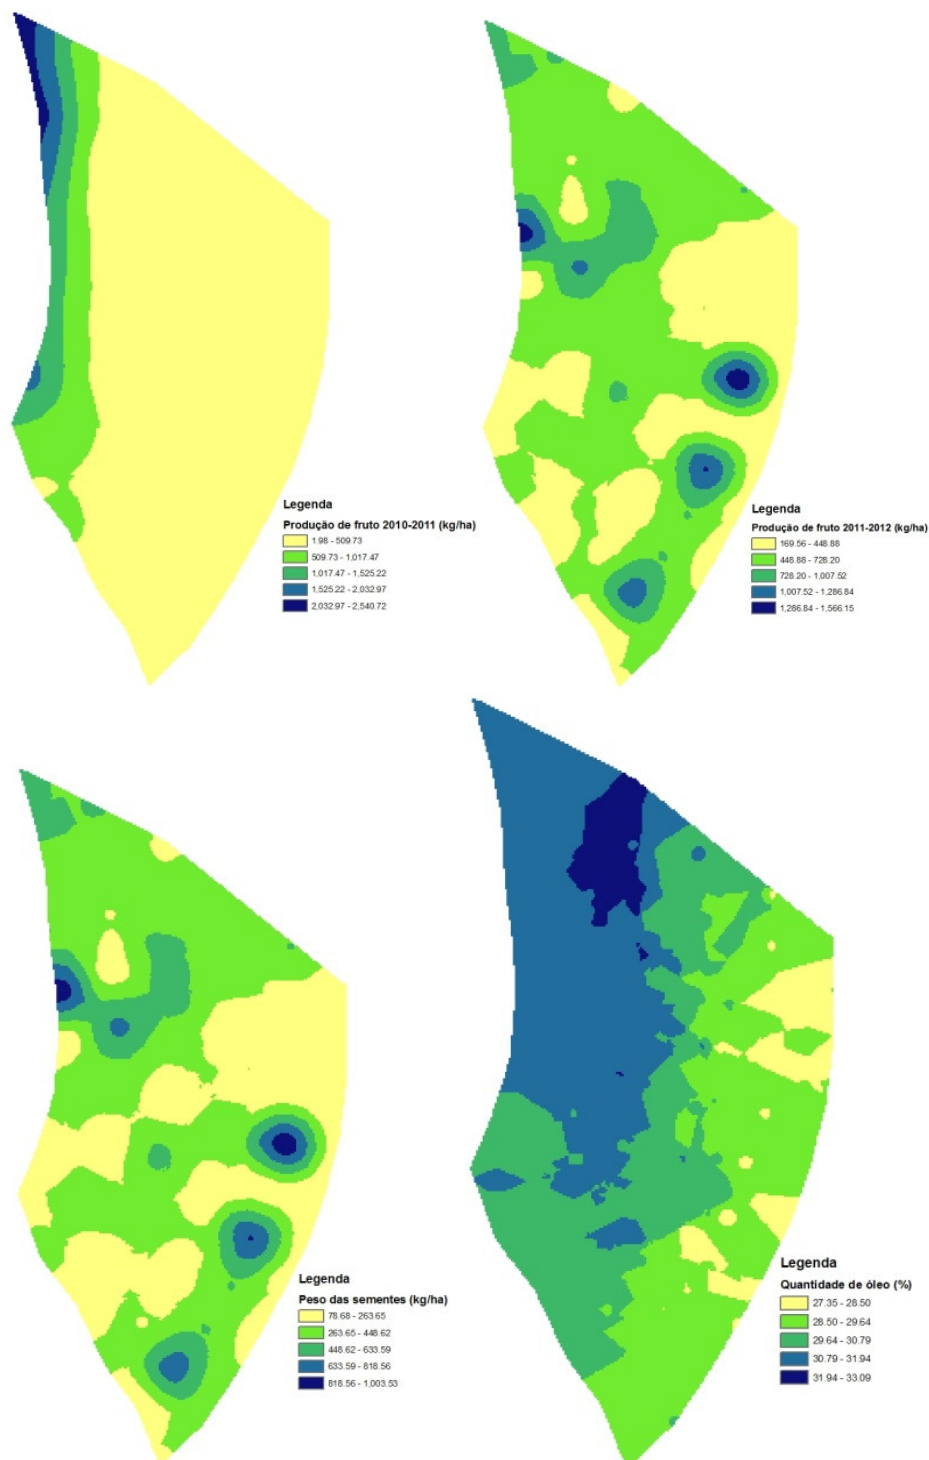 Legenda
Produção de fruto 2010-2011 (kg/ha)
1.98 - 509.73
509.73 - 1,017.47
1,017.47 - 1,525.22
1,525.22 - 2,032.97
2,032.97 - 2,540.72
Legenda
Produção de fruto 2011-2012 (kg/ha)
169.56 - 448.88
448.88 - 728.20
728.20 - 1,007.52
1,007.52 - 1,286.84
1,286.84 - 1,566.15
Legenda
Peso das sementes (kg/ha)
78.68 - 263.65
263.65 - 448.62
448.62 - 633.59
633.59 - 818.56
818.56 - 1,003.53
Legenda
Quantidade de óleo (%)
27.35 - 28.50
28.50 - 29.64
29.64 - 30.79
30.79 - 31.94
31.94 - 33.09